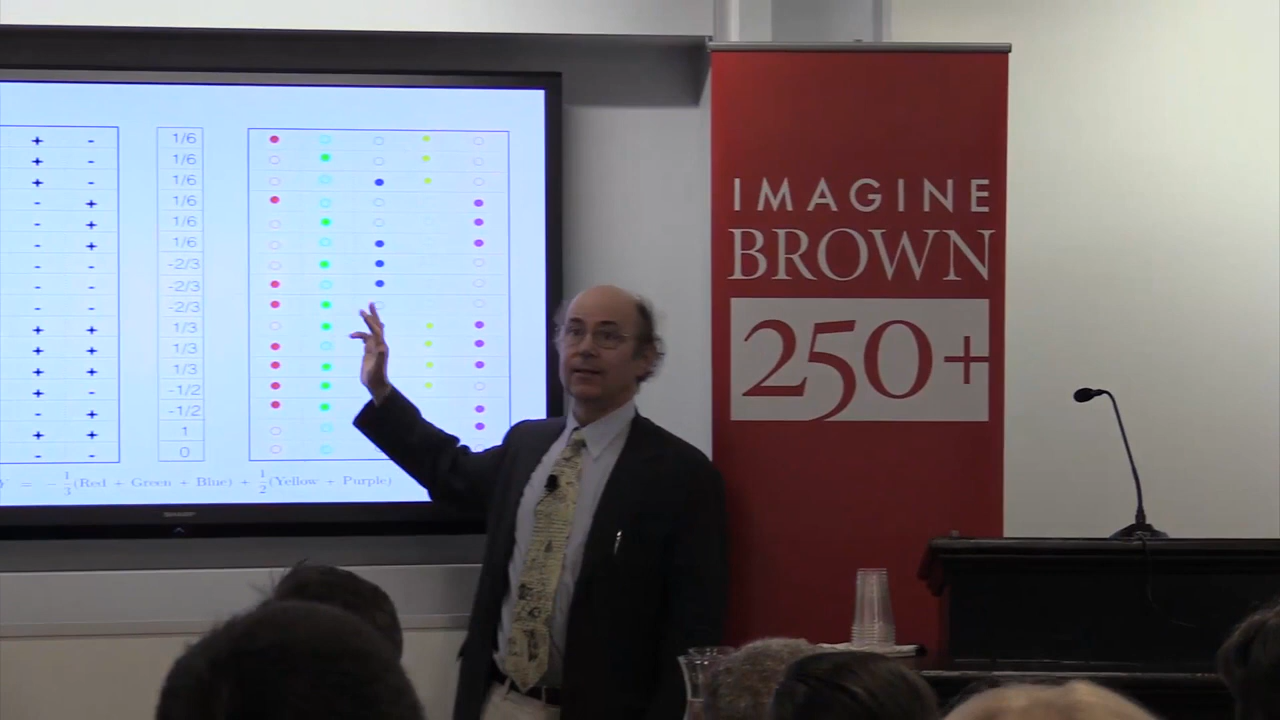 + - 1/6
+ - 1/6
+ - 1/6
- + 1/6
- + 1/6
- + 1/6
- - -2/3
- - -2/3
- - -2/3
+ + 1/3
+ + 1/3
+ + 1/3
+ - -1/2
- + -1/2
+ + 1
- - 0
Y = -1/3(Red + Green + Blue) + 1/2(Yellow + Purple)
SHARP
IMAGINE
BROWN
250+